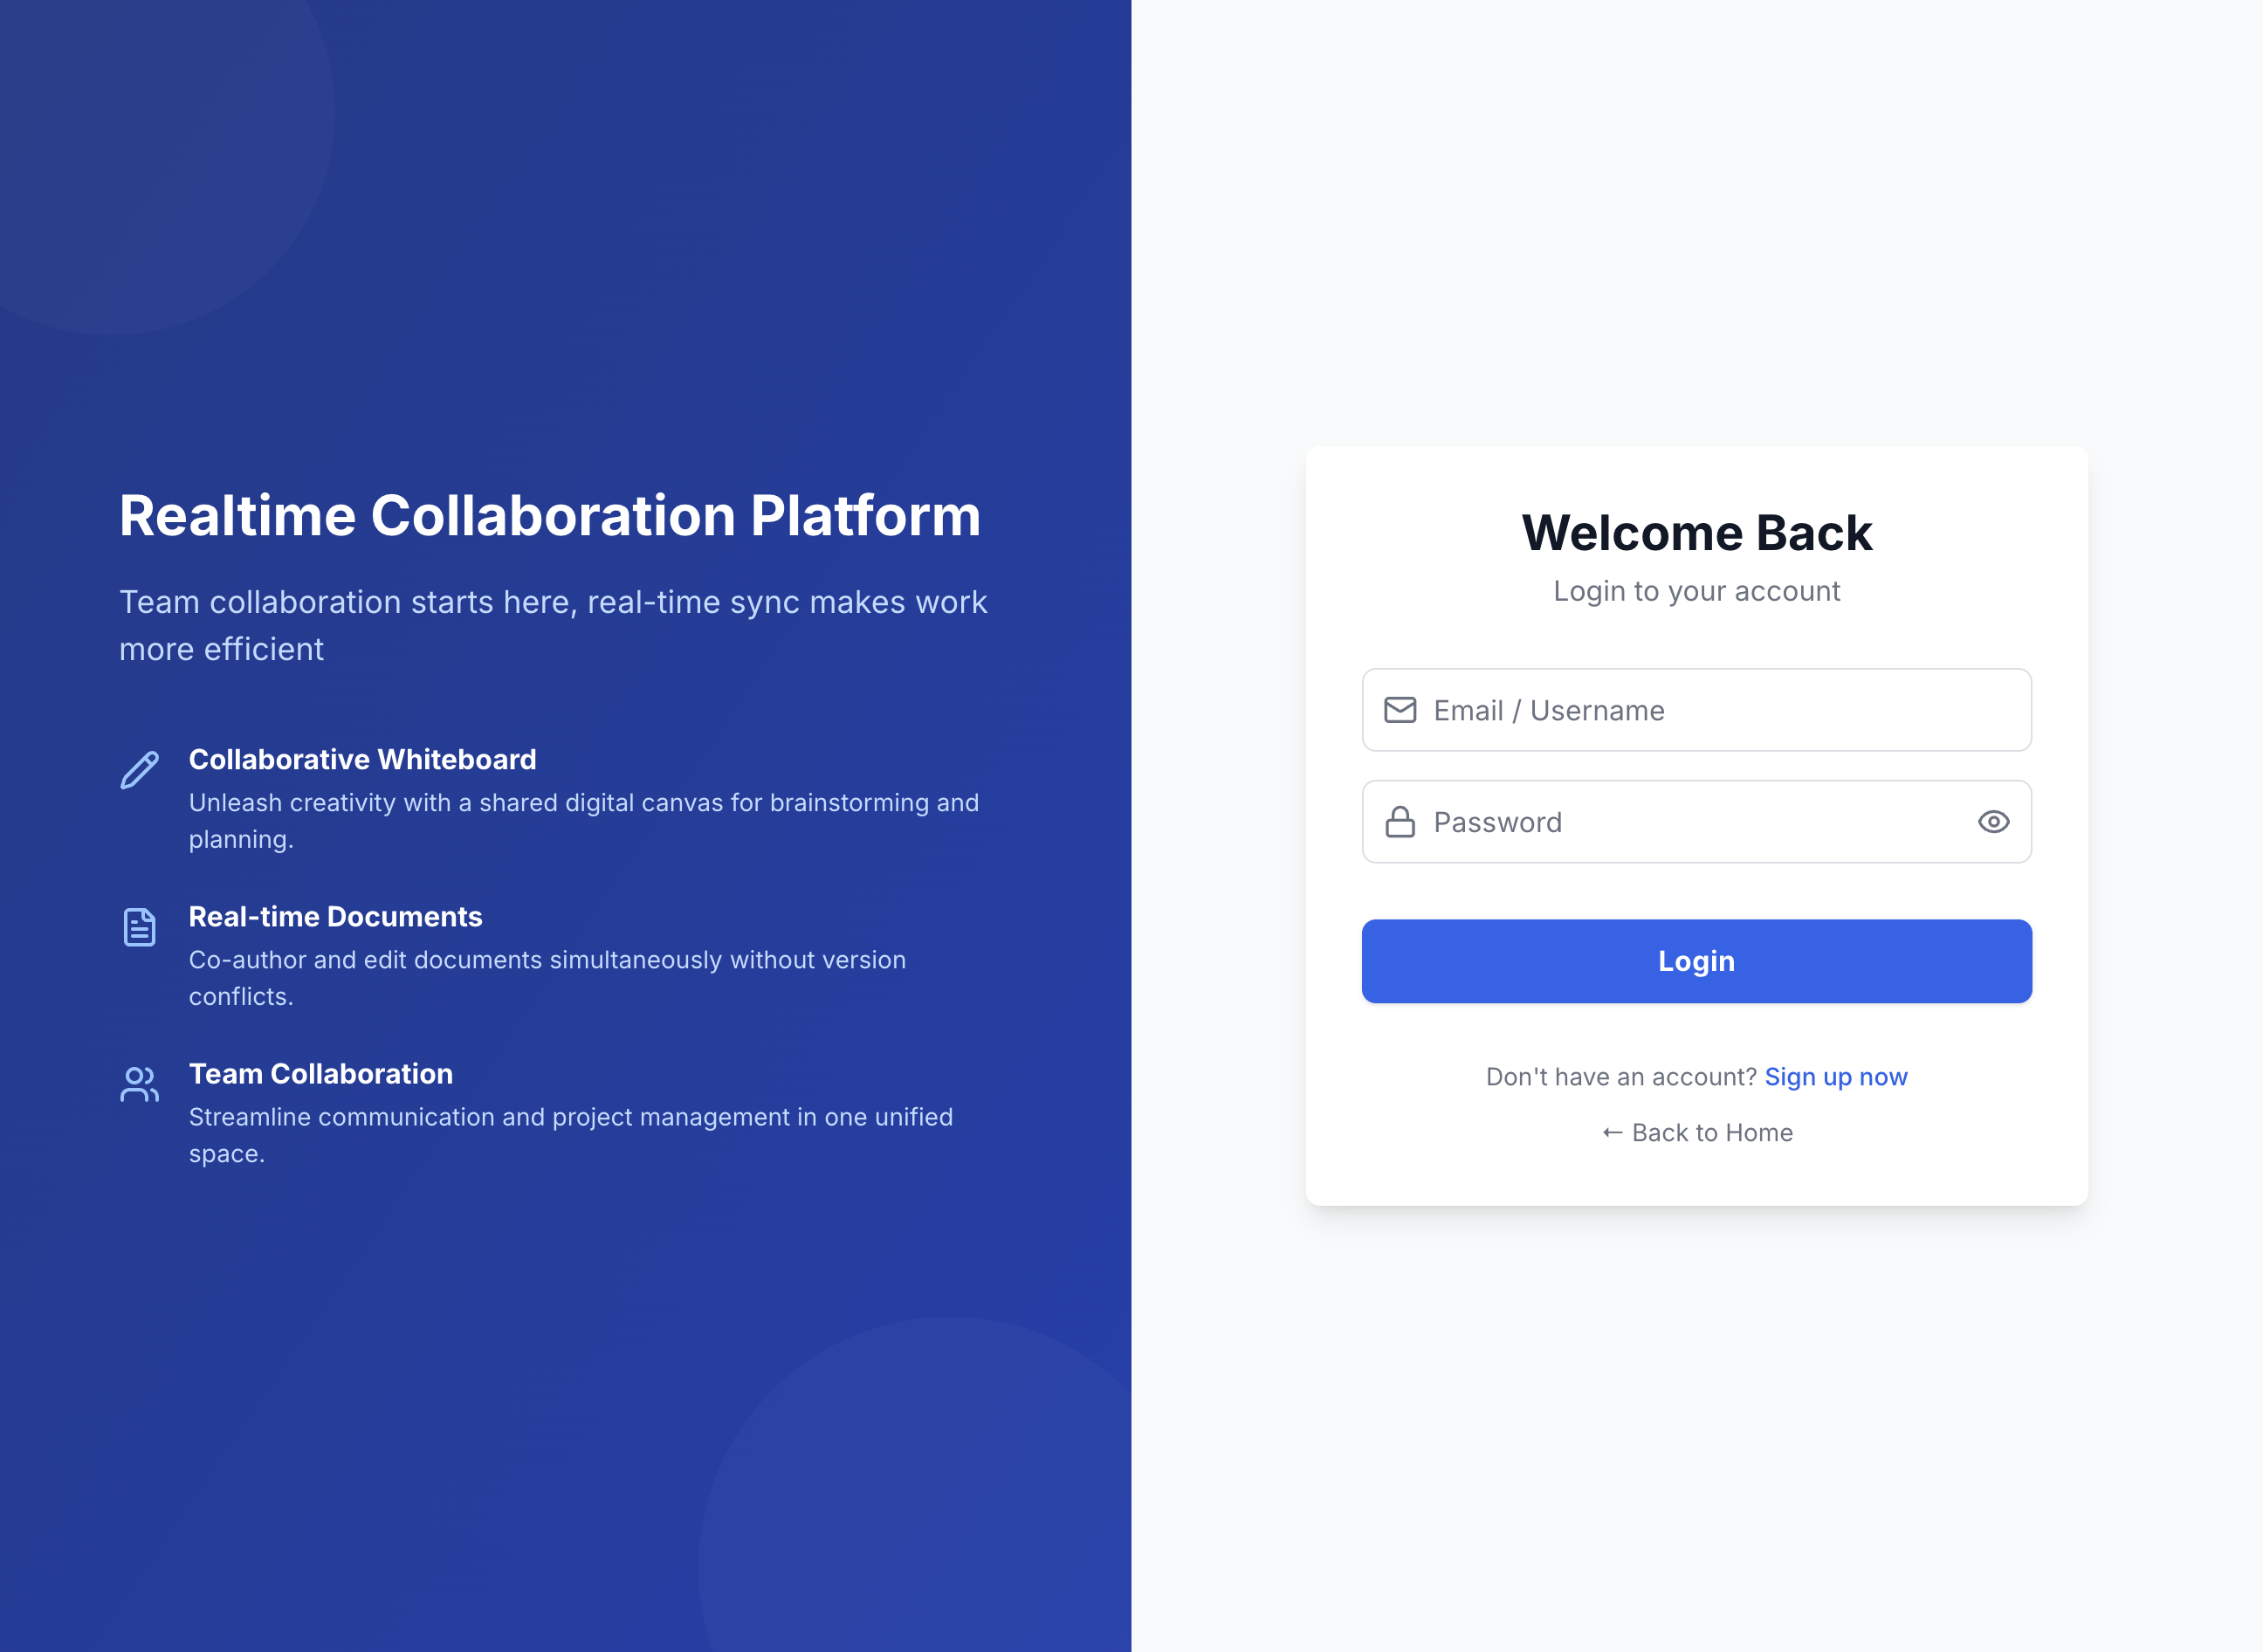 Realtime Collaboration Platform
Team collaboration starts here, real-time sync makes work
more efficient
Collaborative Whiteboard
Unleash creativity with a shared digital canvas for brainstorming and
planning.
Real-time Documents
Co-author and edit documents simultaneously without version
conflicts.
Team Collaboration
Streamline communication and project management in one unified
space.
Welcome Back
Login to your account
Email / Username
Password
Login
Don't have an account? Sign up now
← Back to Home